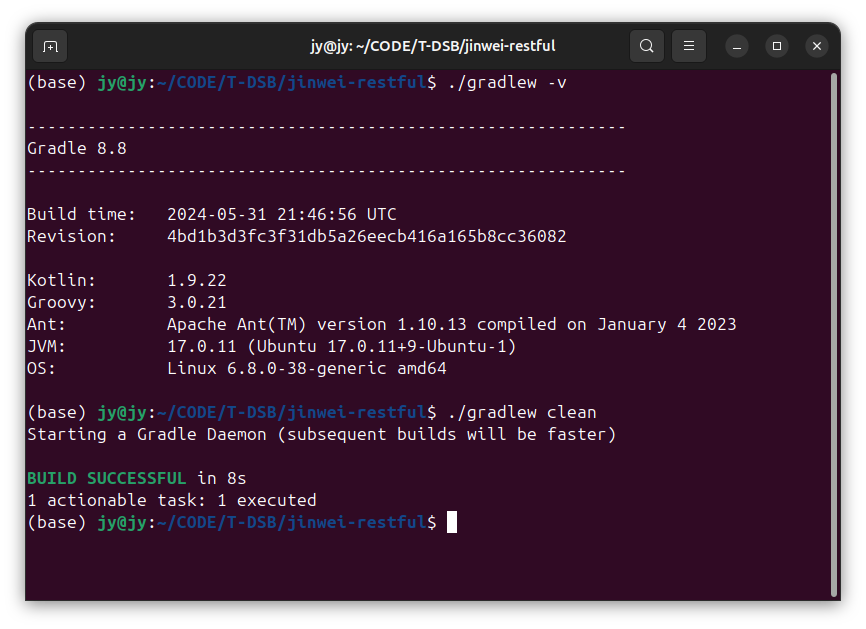 jy@jy: ~/CODE/T-DSB/jinwei-restful
(base) jy@jy:~/CODE/T-DSB/jinwei-restful$ ./gradlew -v
------------------------------------------------------------
Gradle 8.8
------------------------------------------------------------
Build time:   2024-05-31 21:46:56 UTC
Revision:     4bd1b3d3fc3f31db5a26eecb416a165b8cc36082
Kotlin:       1.9.22
Groovy:       3.0.21
Ant:          Apache Ant(TM) version 1.10.13 compiled on January 4 2023
JVM:          17.0.11 (Ubuntu 17.0.11+9-Ubuntu-1)
OS:           Linux 6.8.0-38-generic amd64
(base) jy@jy:~/CODE/T-DSB/jinwei-restful$ ./gradlew clean
Starting a Gradle Daemon (subsequent builds will be faster)
BUILD SUCCESSFUL in 8s
1 actionable task: 1 executed
(base) jy@jy:~/CODE/T-DSB/jinwei-restful$